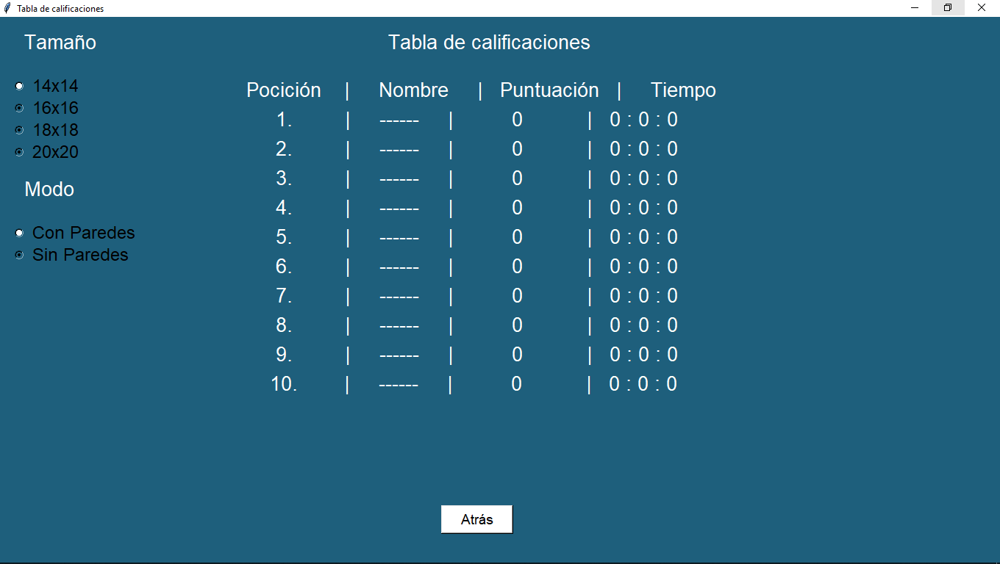 Tabla de calificaciones
Tamaño
14x14
16x16
18x18
20x20
Modo
Con Paredes
Sin Paredes
Tabla de calificaciones
Pocición | Nombre | Puntuación | Tiempo
1. | ------ | 0 | 0 : 0 : 0
2. | ------ | 0 | 0 : 0 : 0
3. | ------ | 0 | 0 : 0 : 0
4. | ------ | 0 | 0 : 0 : 0
5. | ------ | 0 | 0 : 0 : 0
6. | ------ | 0 | 0 : 0 : 0
7. | ------ | 0 | 0 : 0 : 0
8. | ------ | 0 | 0 : 0 : 0
9. | ------ | 0 | 0 : 0 : 0
10. | ------ | 0 | 0 : 0 : 0
Atrás